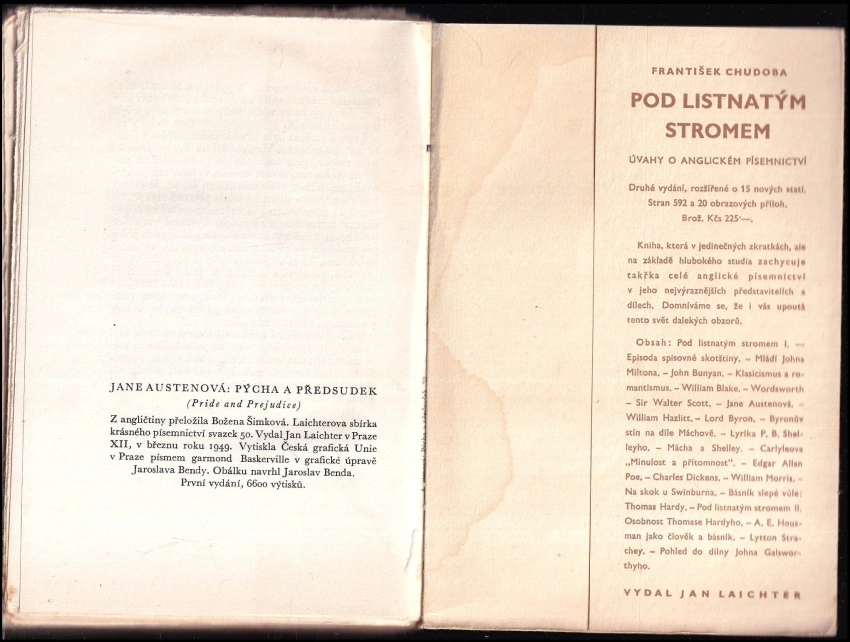 JANE AUSTENOVÁ: PÝCHA A PŘEDSUDEK
(Pride and Prejudice)
Z angličtiny přeložila Božena Šimková. Laichterova sbírka
krásného písemnictví svazek 50. Vydal Jan Laichter v Praze
XII, v březnu roku 1949. Vytiskla Česká grafická Unie
v Praze písmem garmond Baskerville v grafické úpravě
Jaroslava Bendy. Obálku navrhl Jaroslav Benda.
První vydání, 6600 výtisků.
FRANTIŠEK CHUDOBA
POD LISTNATÝM
STROMEM
ÚVAHY O ANGLICKÉM PÍSEMNICTVÍ
Druhé vydání, rozšířené o 15 nových statí.
Stran 592 a 20 obrazových příloh.
Brož. Kčs 225·—.
Kniha, která v jedinečných zkratkách, ale
na základě hlubokého studia zachycuje
takřka celé anglické písemnictví
v jeho nejvýraznějších představitelích a
dílech. Domníváme se, že i vás upoutá
tento svět dalekých obzorů.
Obsah: Pod listnatým stromem I. —
Episoda spisovné skotštiny. – Mládí Johna
Miltona. – John Bunyan. – Klasicismus a ro-
mantismus. – William Blake. – Wordsworth
– Sir Walter Scott. – Jane Austenová. –
William Hazlitt. – Lord Byron. – Byronův
stín na díle Máchově. – Lyrika P. B. Shel-
leyho. – Mácha a Shelley. – Carlyleova
„Minulost a přítomnost". – Edgar Allan
Poe. – Charles Dickens. – William Morris. –
Na skok u Swinburna. – Básník slepé vůle:
Thomas Hardy. – Pod listnatým stromem II.
Osobnost Thomase Hardyho. – A. E. Hous-
man jako člověk a básník. – Lytton Stra-
chey. – Pohled do dílny Johna Galswor-
thyho.
VYDAL JAN LAICHTER